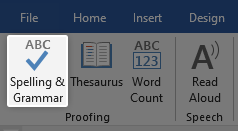 File Home Insert Design
ABC ABC
123
Spelling & Thesaurus Word Read
Grammar Count Aloud
Proofing Speech